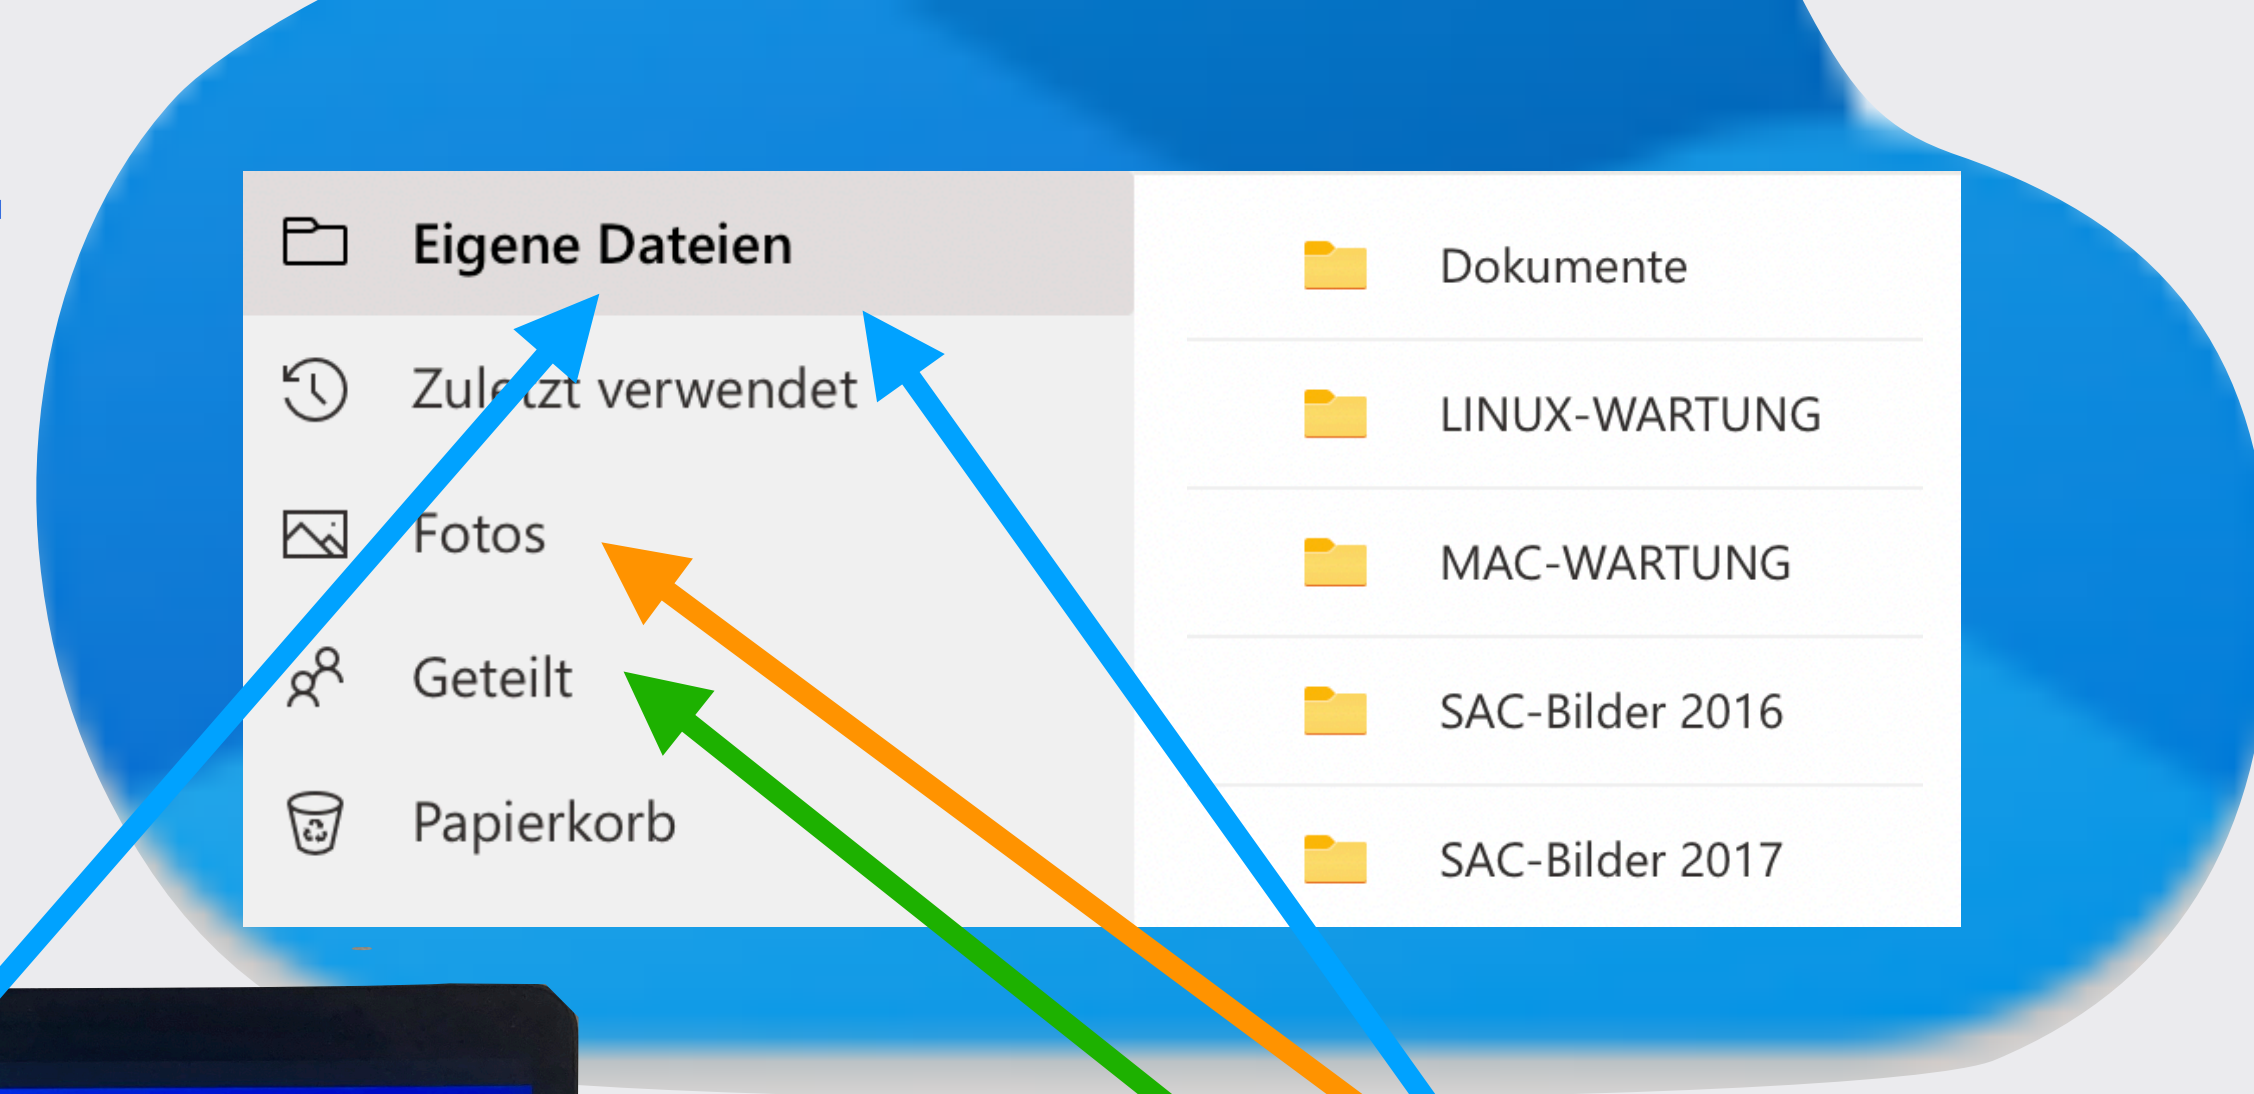 Eigene Dateien
Zuletzt verwendet
Fotos
Geteilt
Papierkorb
Dokumente
LINUX-WARTUNG
MAC-WARTUNG
SAC-Bilder 2016
SAC-Bilder 2017